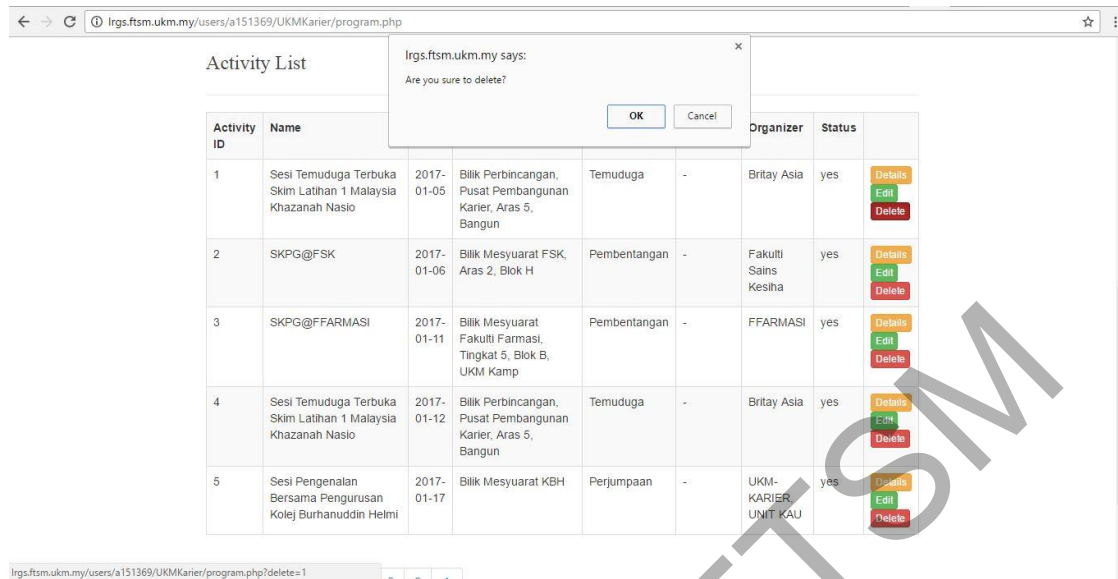 lrgs.ftsm.ukm.my/users/a151369/UKMKarier/program.php
Activity List
lrgs.ftsm.ukm.my says:
Are you sure to delete?
OK Cancel
Activity ID Name Organizer Status
1 Sesi Temuduga Terbuka 2017- Bilik Perbincangan, Temuduga - Britay Asia yes Details
Skim Latihan 1 Malaysia 01-05 Pusat Pembangunan Edit
Khazanah Nasio Karier, Aras 5, Delete
Bangun
2 SKPG@FSK 2017- Bilik Mesyuarat FSK, Pembentangan - Fakulti yes Details
01-06 Aras 2, Blok H Sains Edit
Kesiha Delete
3 SKPG@FFARMASI 2017- Bilik Mesyuarat Pembentangan - FFARMASI yes Details
01-11 Fakulti Farmasi, Edit
Tingkat 5, Blok B, Delete
UKM Kamp
4 Sesi Temuduga Terbuka 2017- Bilik Perbincangan, Temuduga - Britay Asia yes Details
Skim Latihan 1 Malaysia 01-12 Pusat Pembangunan Edit
Khazanah Nasio Karier, Aras 5, Delete
Bangun
5 Sesi Pengenalan 2017- Bilik Mesyuarat KBH Perjumpaan - UKM- yes Details
Bersama Pengurusan 01-17 KARIER, Edit
Kolej Burhanuddin Helmi UNIT KAU Delete
lrgs.ftsm.ukm.my/users/a151369/UKMKarier/program.php?delete=1
TSM